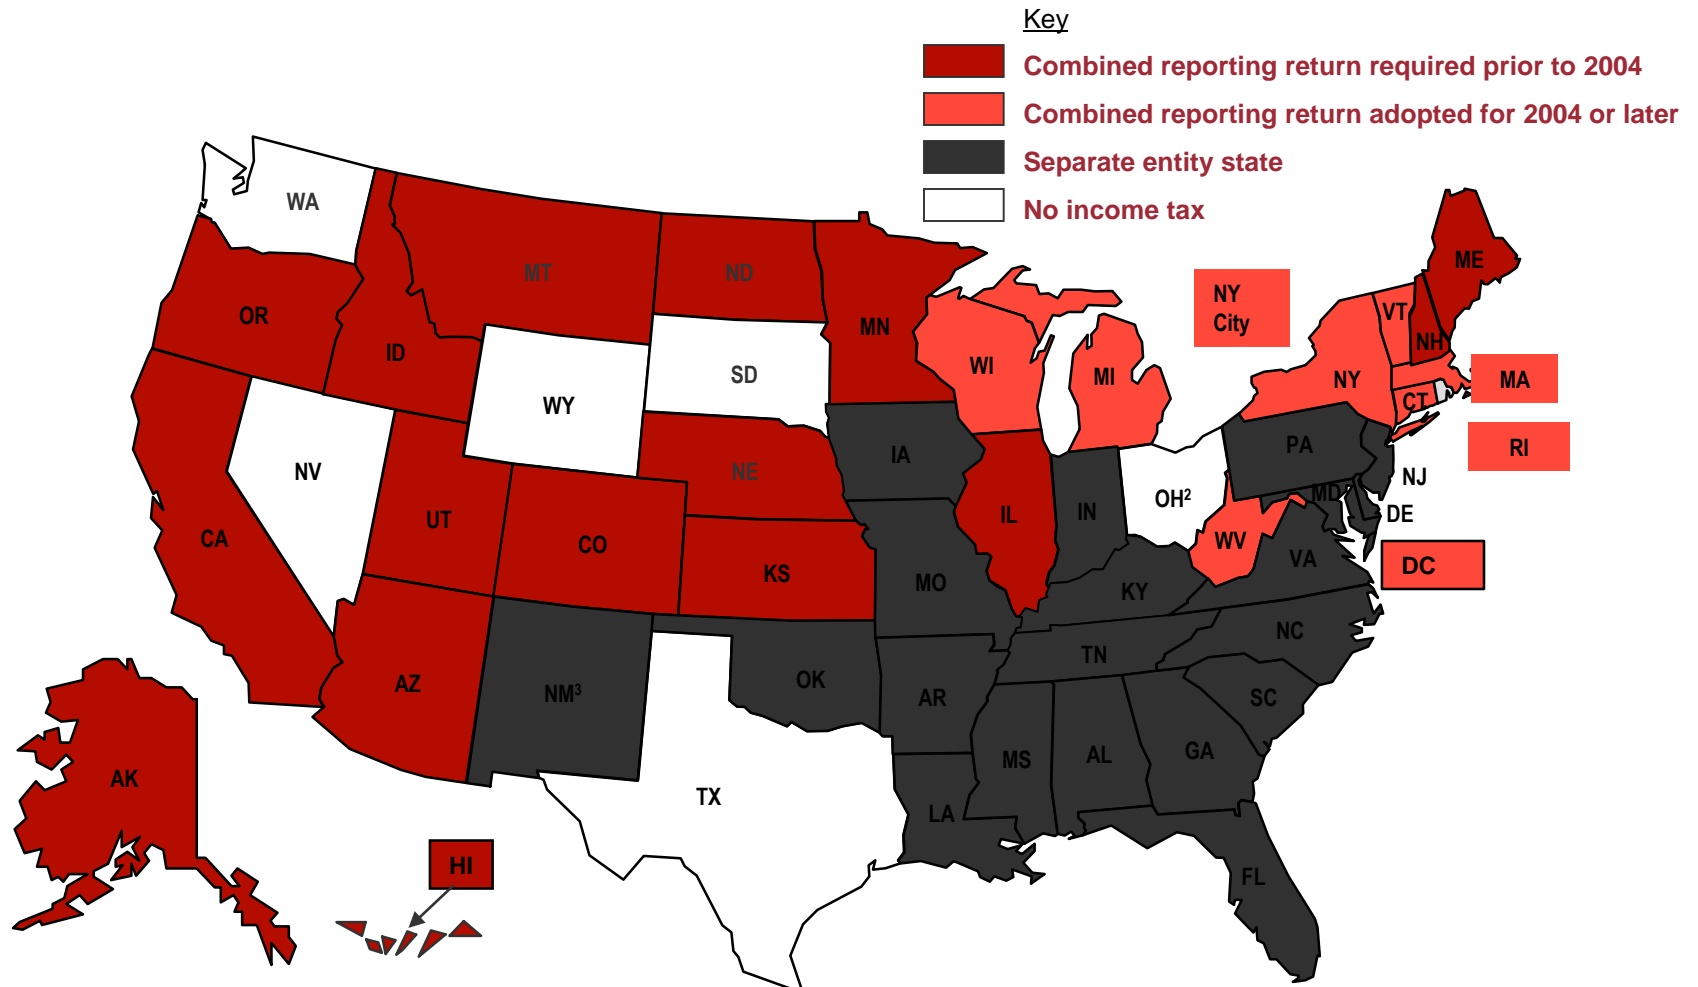 Key
Combined reporting return required prior to 2004
Combined reporting return adopted for 2004 or later
Separate entity state
No income tax
WA
ME
MT
ND
NY
City
VT
OR
MN
NH
ID
WI
MI
NY
MA
SD
WY
CT
PA
RI
IA
NV
NE
NJ
OH²
MD
UT
IL
IN
DE
CA
CO
WV
VA
DC
KS
MO
KY
NC
TN
AZ
NM³
OK
AR
SC
GA
MS
AL
AK
TX
LA
HI
FL